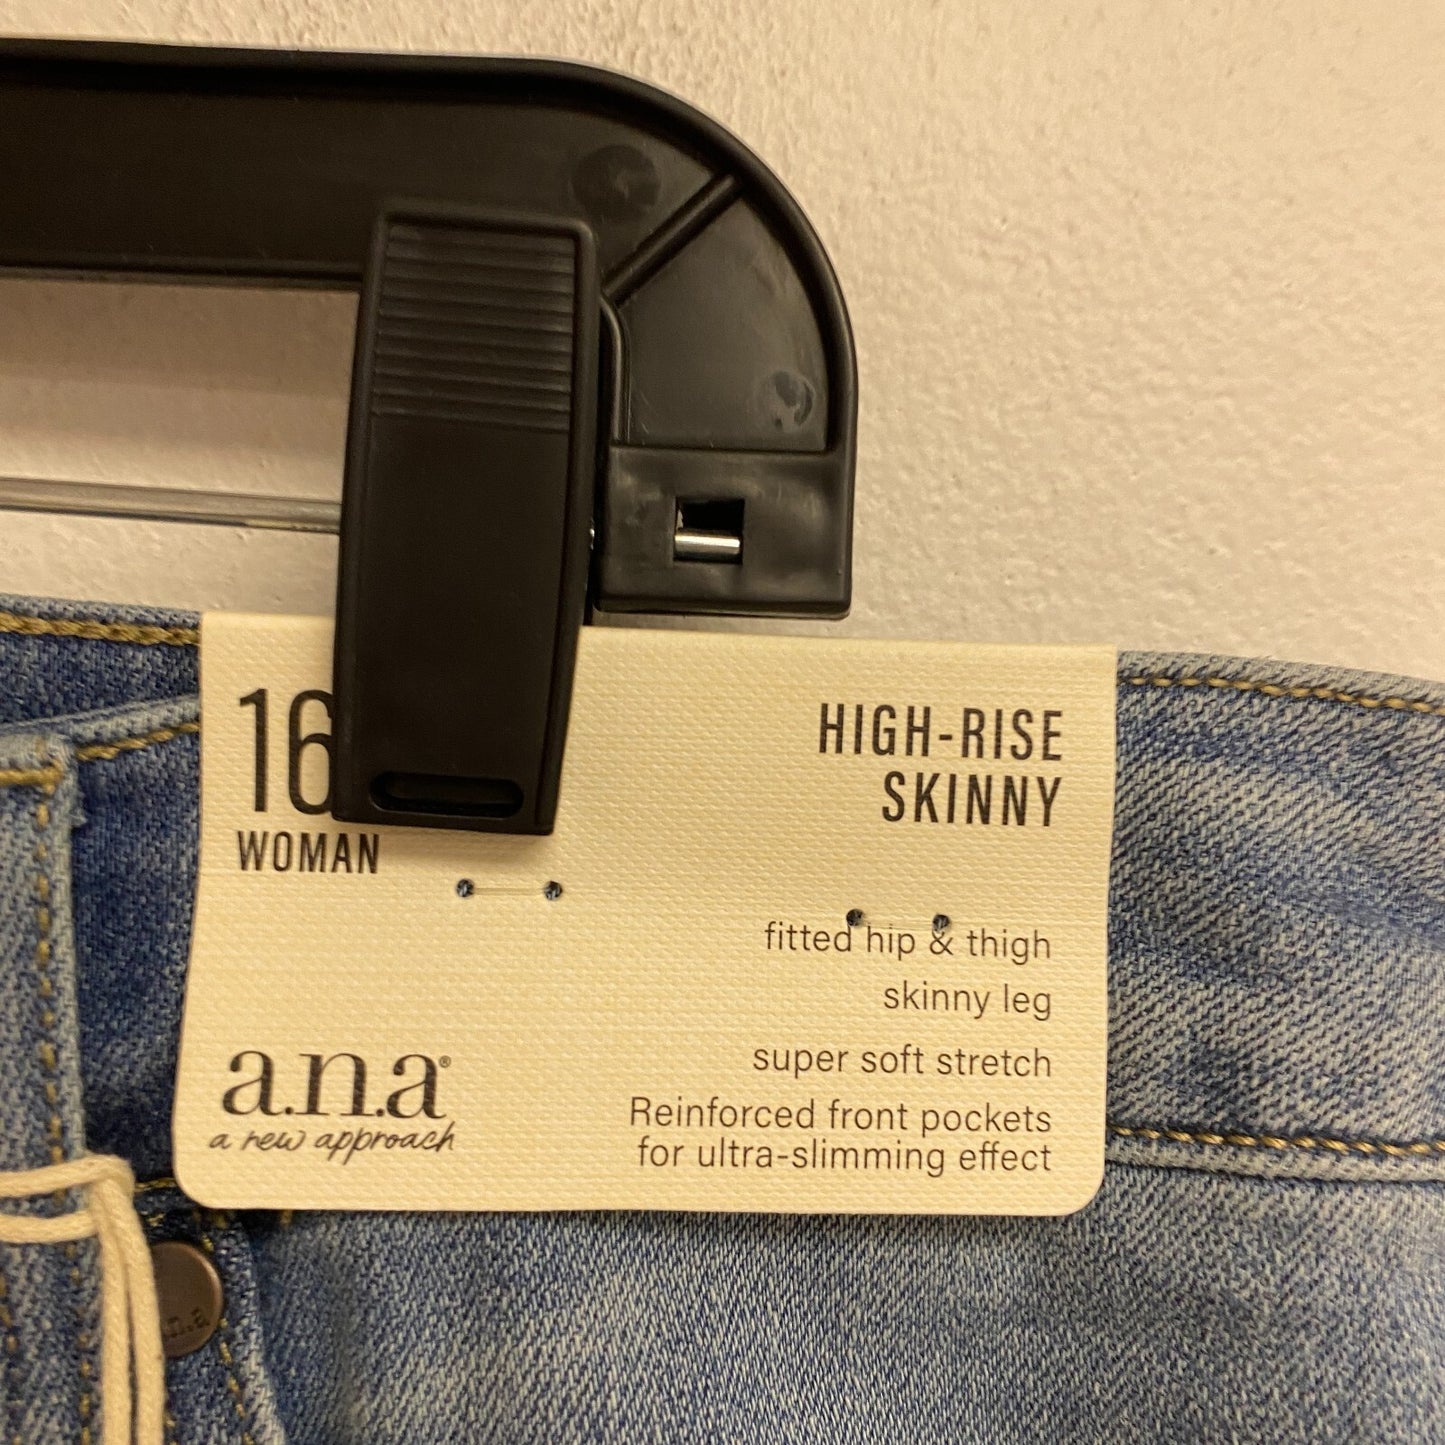 16
WOMAN
HIGH-RISE
SKINNY
fitted hip & thigh
skinny leg
super soft stretch
Reinforced front pockets
for ultra-slimming effect
a.n.a®
a new approach